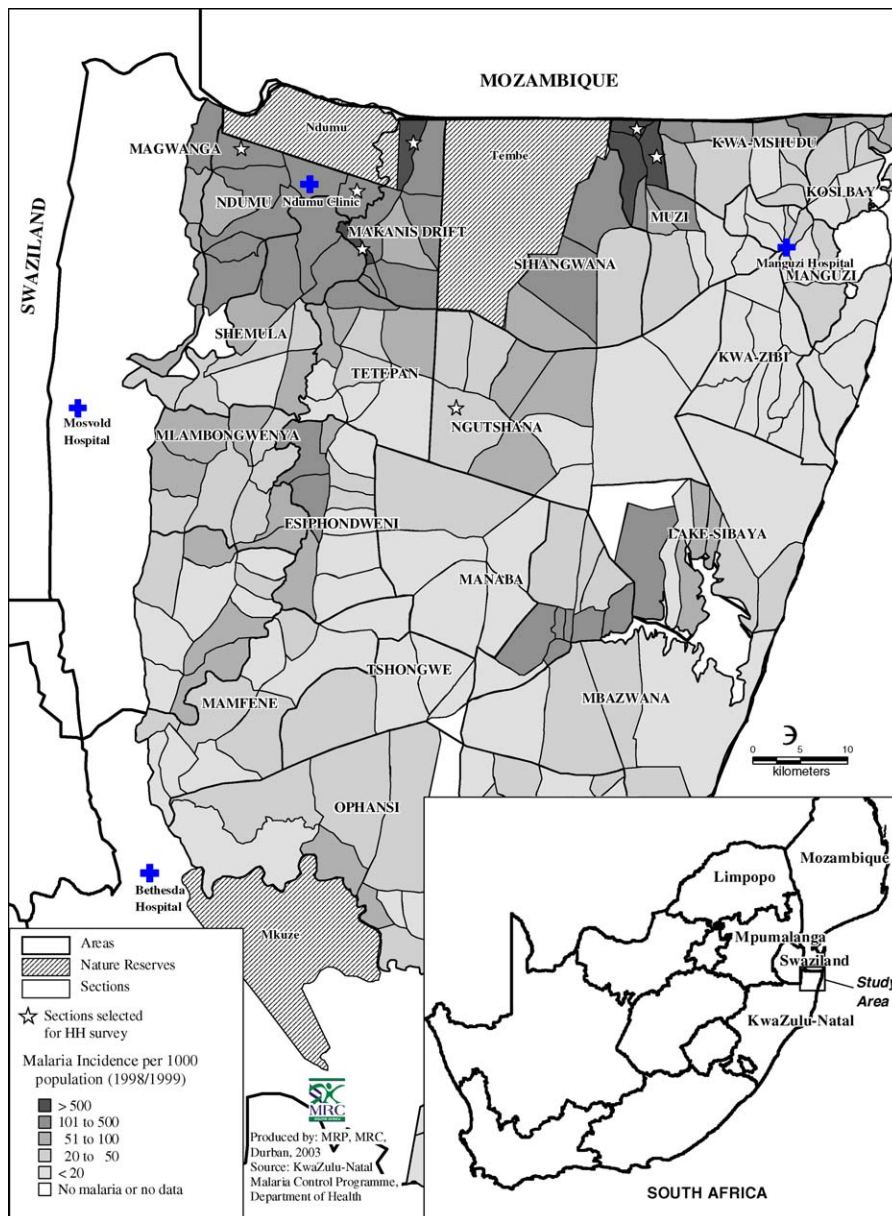 MOZAMBIQUE
Ndumu
MAGWANGA
KWA-MSHUDU
Tembe
KOSI BAY
NDUMU
Ndumu Clinic
MAKANIS DRIFT
MUZI
SIHANGWANA
Manguzi Hospital
MANGUZI
SWAZILAND
SHEMULA
KWA-ZIBI
TETEPAN
Mosvold
Hospital
NGUTSHANA
MLAMBONGWENYA
ESIPHONDWENI
LAKE-SIBAYA
MANABA
TSHONGWE
MAMFENE
MBAZWANA
0 5 10
kilometers
OPHANSI
Bethesda
Hospital
Mkuze
Areas
Nature Reserves
Sections
Sections selected
for HH survey
Malaria Incidence per 1000
population (1998/1999)
> 500
101 to 500
51 to 100
20 to 50
< 20
No malaria or no data
MRC
Produced by: MRP, MRC,
Durban, 2003
Source: KwaZulu-Natal
Malaria Control Programme,
Department of Health
Mozambique
Limpopo
Mpumalanga
Swaziland
Study
Area
KwaZulu-Natal
SOUTH AFRICA